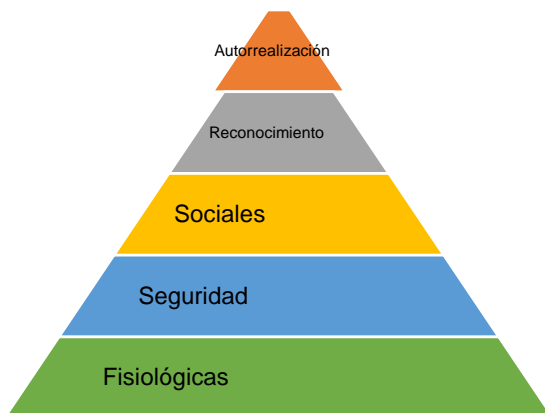 Autorrealización
Reconocimiento
Sociales
Seguridad
Fisiológicas